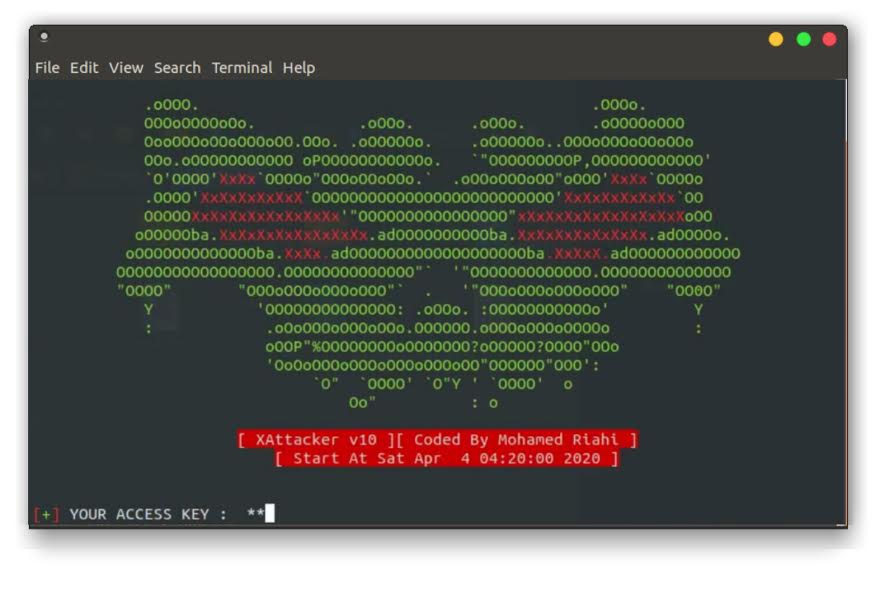 File Edit View Search Terminal Help
[ XAttacker v10 ][ Coded By Mohamed Riahi ]
[ Start At Sat Apr  4 04:20:00 2020 ]
[+] YOUR ACCESS KEY :  **